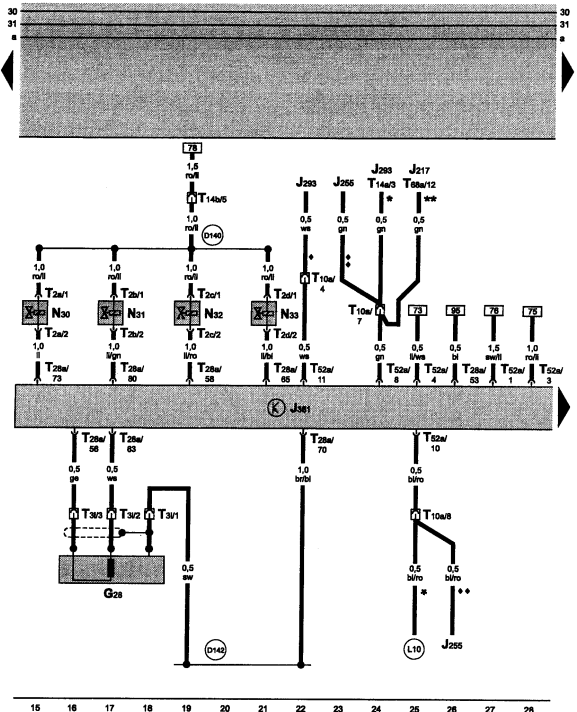 30 30
31 31
a a
78
1,5
ro/li
T14b/5
1,0
ro/li
D140
J293 J255 J293 J217
T14a/3 T68a/12
* **
0,5 0,5 0,5 0,5
ws gn gn gn
♦ ♦♦
T10a/4
T10a/7
1,0 1,0 1,0 1,0
ro/li ro/li ro/li ro/li
T2a/1 T2b/1 T2c/1 T2d/1
N30 N31 N32 N33
T2a/2 T2b/2 T2c/2 T2d/2
73 95 76 75
1,0 1,0 1,0 1,0 0,5 0,5 0,5 0,5 1,5 1,0
li li/gn li/ro li/bl ws gn li/ws bl sw/li ro/li
T28a/73 T28a/80 T28a/58 T28a/65 T52a/11 T52a/8 T52a/4 T28a/53 T52a/1 T52a/3
K J361
T28a/56 T28a/63 T28a/70 T52a/10
0,5 0,5 1,0 0,5
ge ws br/bl bl/ro
T3i/3 T3i/2 T3i/1 T10a/8
G28
0,5
sw
0,5 0,5
bl/ro bl/ro
* ♦♦
D142
L10 J255
15 16 17 18 19 20 21 22 23 24 25 26 27 28